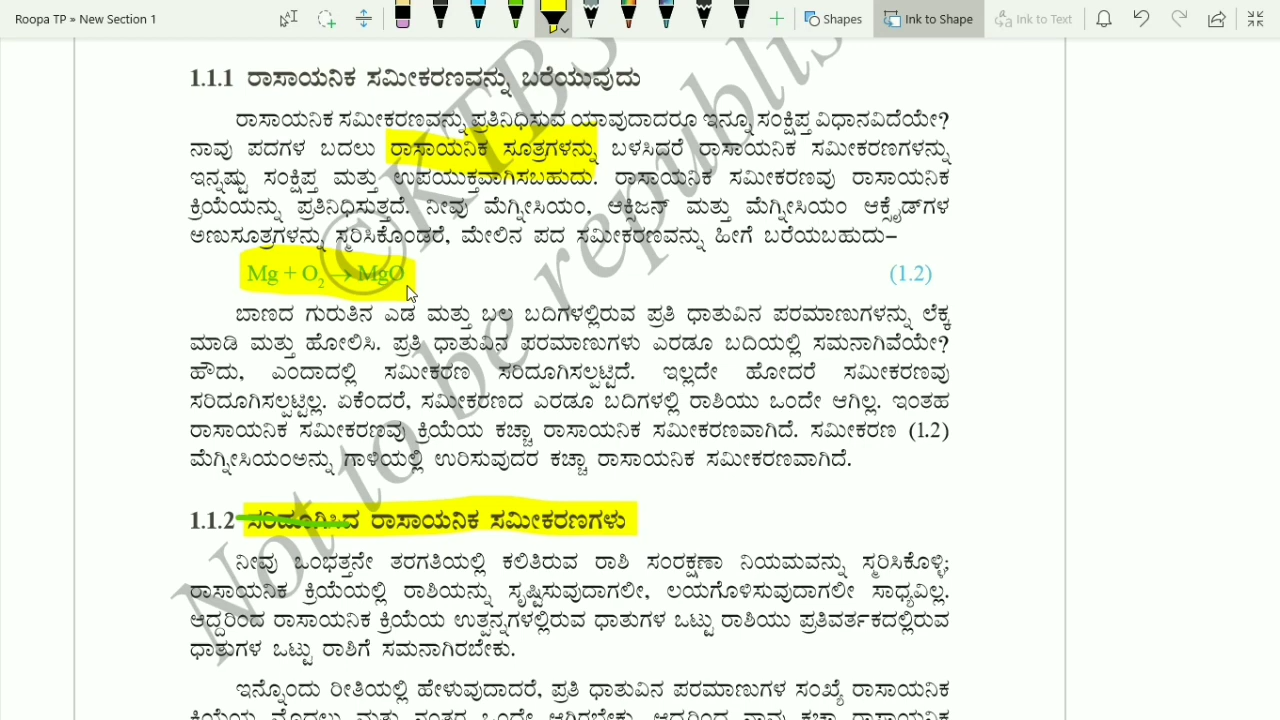 Roopa TP » New Section 1
Shapes
Ink to Shape
Ink to Text
1.1.1 ರಾಸಾಯನಿಕ ಸಮೀಕರಣವನ್ನು ಬರೆಯುವುದು
ರಾಸಾಯನಿಕ ಸಮೀಕರಣವನ್ನು ಪ್ರತಿನಿಧಿಸುವ ಯಾವುದಾದರೂ ಇನ್ನೂ ಸಂಕ್ಷಿಪ್ತ ವಿಧಾನವಿದೆಯೇ?
ನಾವು ಪದಗಳ ಬದಲು ರಾಸಾಯನಿಕ ಸೂತ್ರಗಳನ್ನು ಬಳಸಿದರೆ ರಾಸಾಯನಿಕ ಸಮೀಕರಣಗಳನ್ನು
ಇನ್ನಷ್ಟು ಸಂಕ್ಷಿಪ್ತ ಮತ್ತು ಉಪಯುಕ್ತವಾಗಿಸಬಹುದು. ರಾಸಾಯನಿಕ ಸಮೀಕರಣವು ರಾಸಾಯನಿಕ
ಕ್ರಿಯೆಯನ್ನು ಪ್ರತಿನಿಧಿಸುತ್ತದೆ. ನೀವು ಮೆಗ್ನೀಸಿಯಂ, ಆಕ್ಸಿಜನ್ ಮತ್ತು ಮೆಗ್ನೀಸಿಯಂ ಆಕ್ಸೈಡ್‌ಗಳ
ಅಣುಸೂತ್ರಗಳನ್ನು ಸ್ಮರಿಸಿಕೊಂಡರೆ, ಮೇಲಿನ ಪದ ಸಮೀಕರಣವನ್ನು ಹೀಗೆ ಬರೆಯಬಹುದು–
Mg + O₂ → MgO (1.2)
ಬಾಣದ ಗುರುತಿನ ಎಡ ಮತ್ತು ಬಲ ಬದಿಗಳಲ್ಲಿರುವ ಪ್ರತಿ ಧಾತುವಿನ ಪರಮಾಣುಗಳನ್ನು ಲೆಕ್ಕ
ಮಾಡಿ ಮತ್ತು ಹೋಲಿಸಿ. ಪ್ರತಿ ಧಾತುವಿನ ಪರಮಾಣುಗಳು ಎರಡೂ ಬದಿಯಲ್ಲಿ ಸಮನಾಗಿವೆಯೇ?
ಹೌದು, ಎಂದಾದಲ್ಲಿ ಸಮೀಕರಣ ಸರಿದೂಗಿಸಲ್ಪಟ್ಟಿದೆ. ಇಲ್ಲದೇ ಹೋದರೆ ಸಮೀಕರಣವು
ಸರಿದೂಗಿಸಲ್ಪಟ್ಟಿಲ್ಲ. ಏಕೆಂದರೆ, ಸಮೀಕರಣದ ಎರಡೂ ಬದಿಗಳಲ್ಲಿ ರಾಶಿಯು ಒಂದೇ ಆಗಿಲ್ಲ. ಇಂತಹ
ರಾಸಾಯನಿಕ ಸಮೀಕರಣವು ಕ್ರಿಯೆಯ ಕಚ್ಚಾ ರಾಸಾಯನಿಕ ಸಮೀಕರಣವಾಗಿದೆ. ಸಮೀಕರಣ (1.2)
ಮೆಗ್ನೀಸಿಯಂಅನ್ನು ಗಾಳಿಯಲ್ಲಿ ಉರಿಸುವುದರ ಕಚ್ಚಾ ರಾಸಾಯನಿಕ ಸಮೀಕರಣವಾಗಿದೆ.
1.1.2 ಸರಿದೂಗಿಸಿದ ರಾಸಾಯನಿಕ ಸಮೀಕರಣಗಳು
ನೀವು ಒಂಭತ್ತನೇ ತರಗತಿಯಲ್ಲಿ ಕಲಿತಿರುವ ರಾಶಿ ಸಂರಕ್ಷಣಾ ನಿಯಮವನ್ನು ಸ್ಮರಿಸಿಕೊಳ್ಳಿ;
ರಾಸಾಯನಿಕ ಕ್ರಿಯೆಯಲ್ಲಿ ರಾಶಿಯನ್ನು ಸೃಷ್ಟಿಸುವುದಾಗಲೀ, ಲಯಗೊಳಿಸುವುದಾಗಲೀ ಸಾಧ್ಯವಿಲ್ಲ.
ಆದ್ದರಿಂದ ರಾಸಾಯನಿಕ ಕ್ರಿಯೆಯ ಉತ್ಪನ್ನಗಳಲ್ಲಿರುವ ಧಾತುಗಳ ಒಟ್ಟು ರಾಶಿಯು ಪ್ರತಿವರ್ತಕದಲ್ಲಿರುವ
ಧಾತುಗಳ ಒಟ್ಟು ರಾಶಿಗೆ ಸಮನಾಗಿರಬೇಕು.
ಇನ್ನೊಂದು ರೀತಿಯಲ್ಲಿ ಹೇಳುವುದಾದರೆ, ಪ್ರತಿ ಧಾತುವಿನ ಪರಮಾಣುಗಳ ಸಂಖ್ಯೆ ರಾಸಾಯನಿಕ
©KTBS
Not to be republis